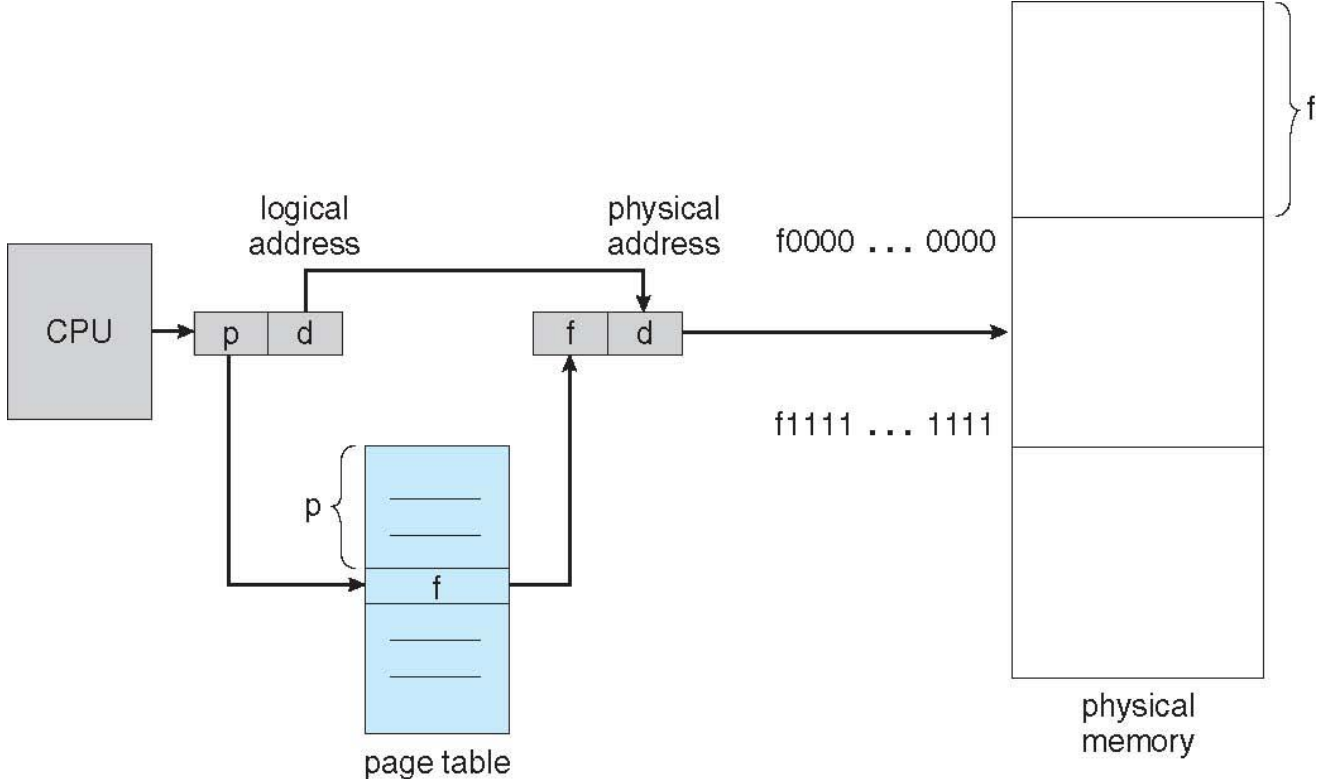 f
logical
address
physical
address
f0000 ... 0000
CPU
p
d
f
d
f1111 ... 1111
p
f
page table
physical
memory